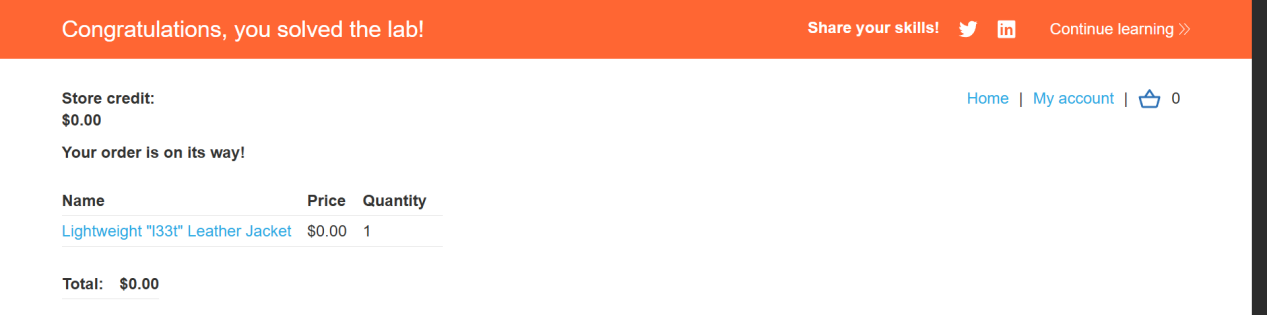 Congratulations, you solved the lab!
Share your skills! in Continue learning >>
Store credit:
$0.00
Home | My account | 0
Your order is on its way!
Name Price Quantity
Lightweight "l33t" Leather Jacket $0.00 1
Total: $0.00